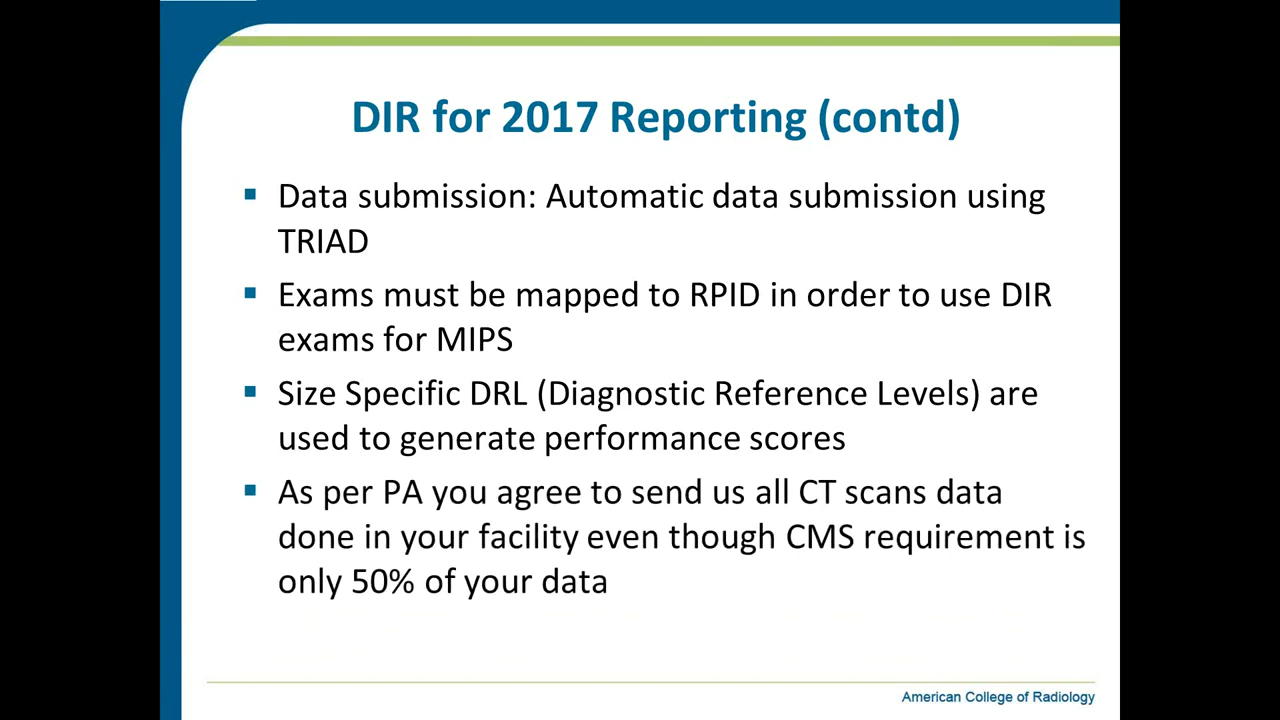 DIR for 2017 Reporting (contd)
Data submission: Automatic data submission using
TRIAD
Exams must be mapped to RPID in order to use DIR
exams for MIPS
Size Specific DRL (Diagnostic Reference Levels) are
used to generate performance scores
As per PA you agree to send us all CT scans data
done in your facility even though CMS requirement is
only 50% of your data
American College of Radiology